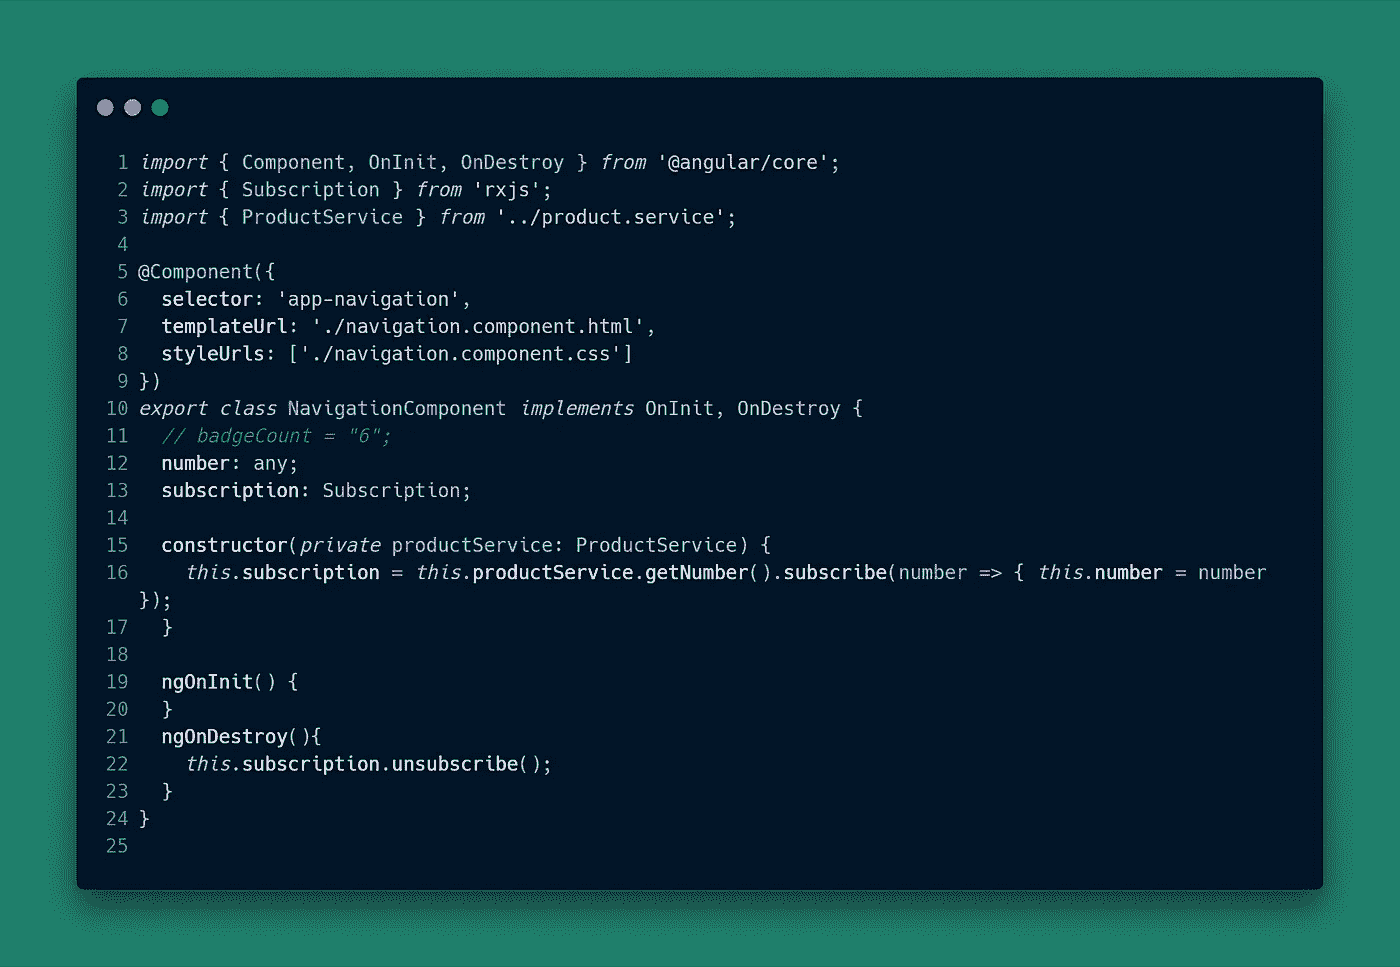 1 import { Component, OnInit, OnDestroy } from '@angular/core';
2 import { Subscription } from 'rxjs';
3 import { ProductService } from '../product.service';
4
5 @Component({
6   selector: 'app-navigation',
7   templateUrl: './navigation.component.html',
8   styleUrls: ['./navigation.component.css']
9 })
10 export class NavigationComponent implements OnInit, OnDestroy {
11   // badgeCount = "6";
12   number: any;
13   subscription: Subscription;
14
15   constructor(private productService: ProductService) {
16     this.subscription = this.productService.getNumber().subscribe(number => { this.number = number
});
17   }
18
19   ngOnInit() {
20   }
21   ngOnDestroy(){
22     this.subscription.unsubscribe();
23   }
24 }
25